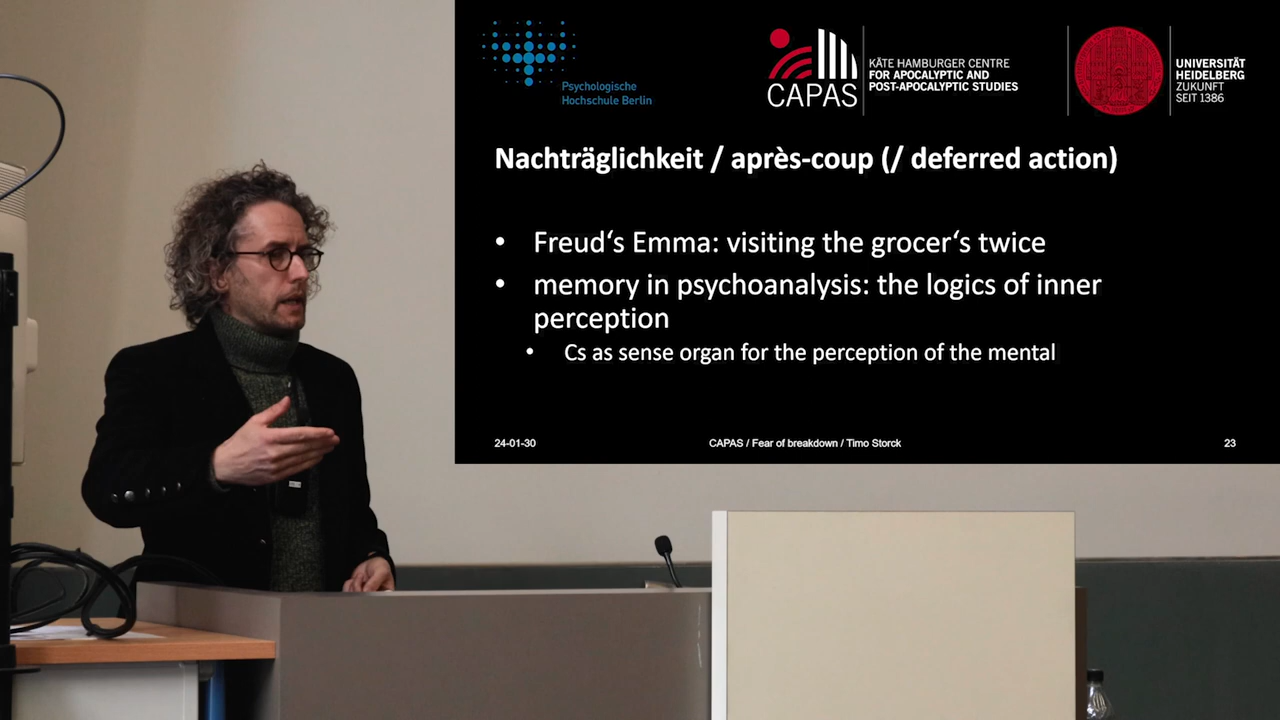 Psychologische
Hochschule Berlin
CAPAS
KÄTE HAMBURGER CENTRE
FOR APOCALYPTIC AND
POST-APOCALYPTIC STUDIES
UNIVERSITÄT
HEIDELBERG
ZUKUNFT
SEIT 1386
Nachträglichkeit / après-coup (/ deferred action)
• Freud‘s Emma: visiting the grocer‘s twice
• memory in psychoanalysis: the logics of inner
perception
• Cs as sense organ for the perception of the mental
24-01-30
CAPAS / Fear of breakdown / Timo Storck
23